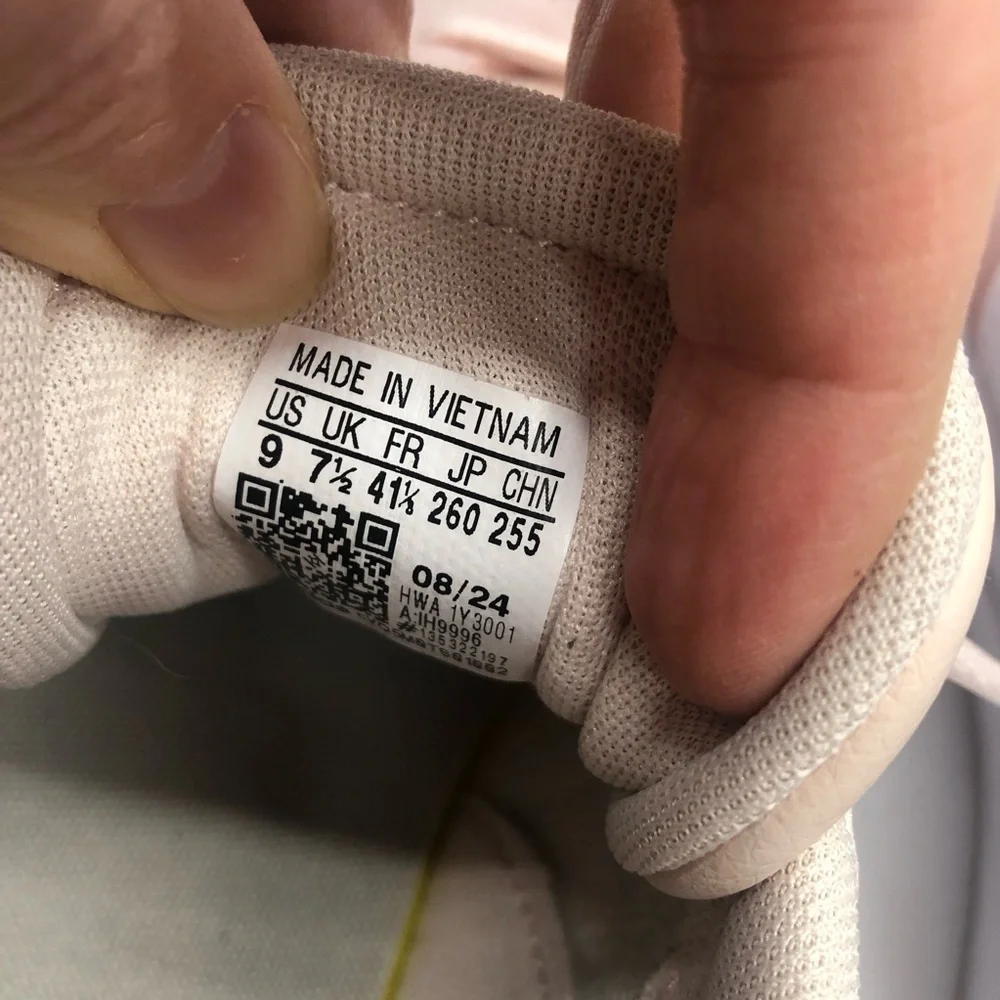 MADE IN VIETNAM
US UK FR JP CHN
9 7½ 41⅓ 260 255
08/24
HWA 1Y3001
A:IH9996
#135322197